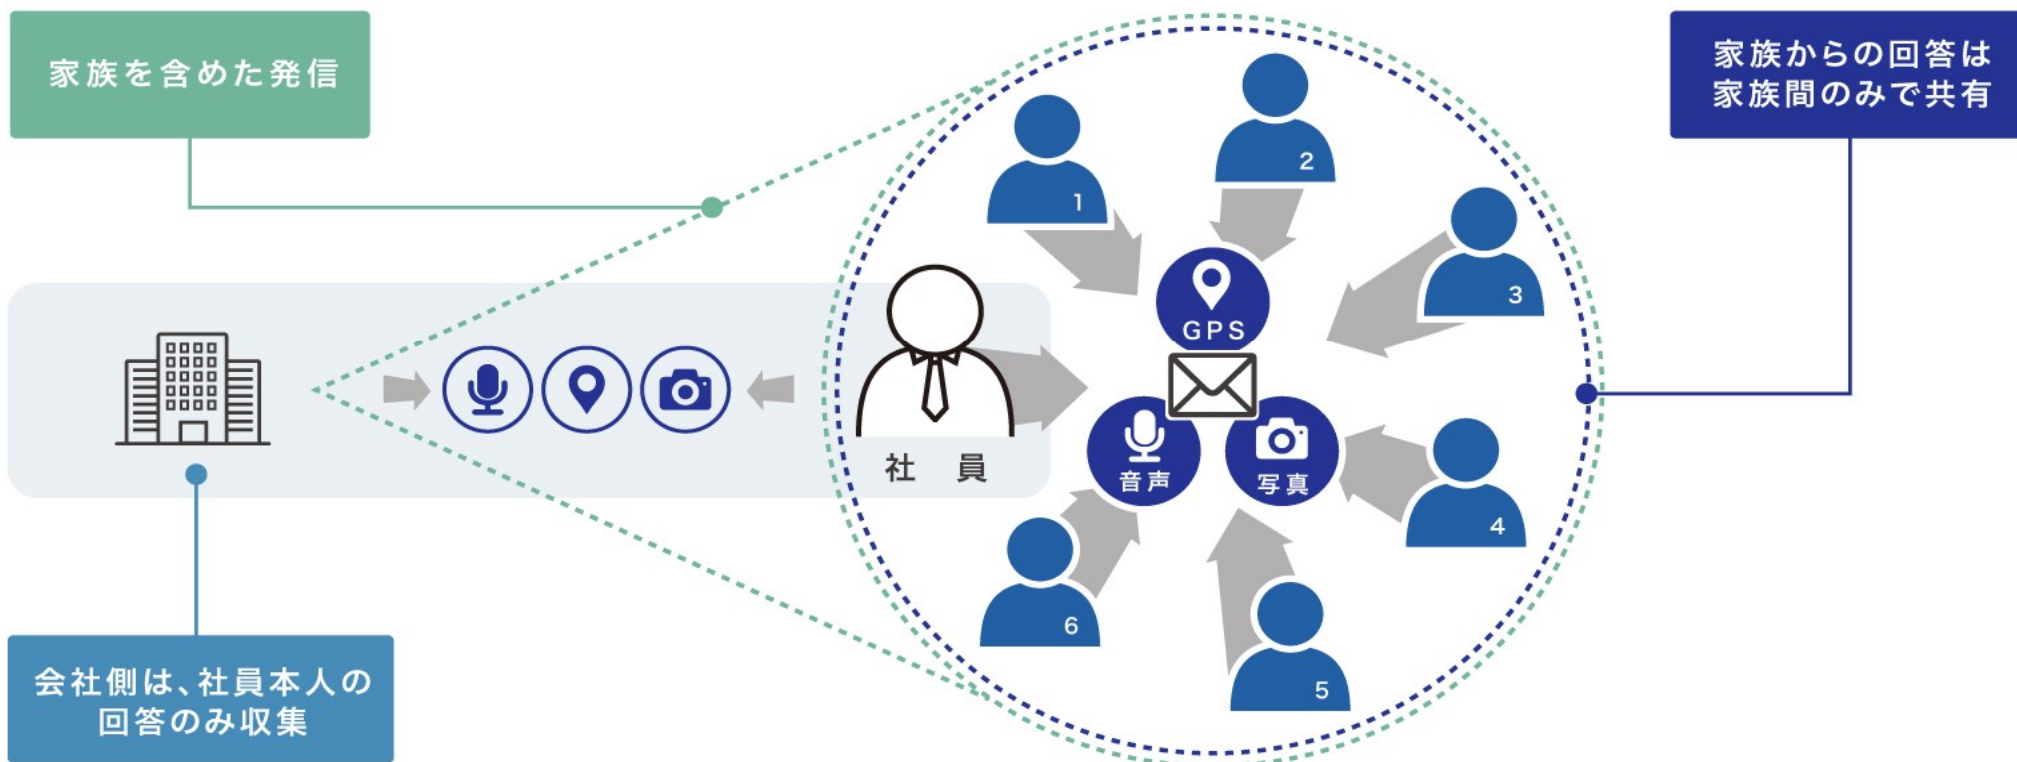 家族を含めた発信
家族からの回答は
家族間のみで共有
1
2
3
GPS
社員
音声
写真
4
6
5
会社側は、社員本人の
回答のみ収集